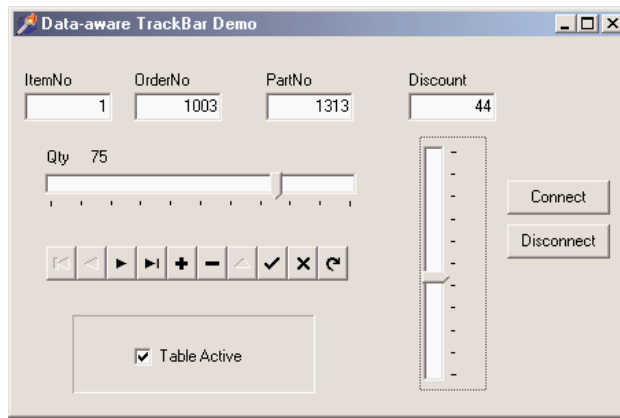 Data-aware TrackBar Demo
ItemNo OrderNo PartNo Discount
1 1003 1313 44
Qty 75
Connect
Disconnect
Table Active